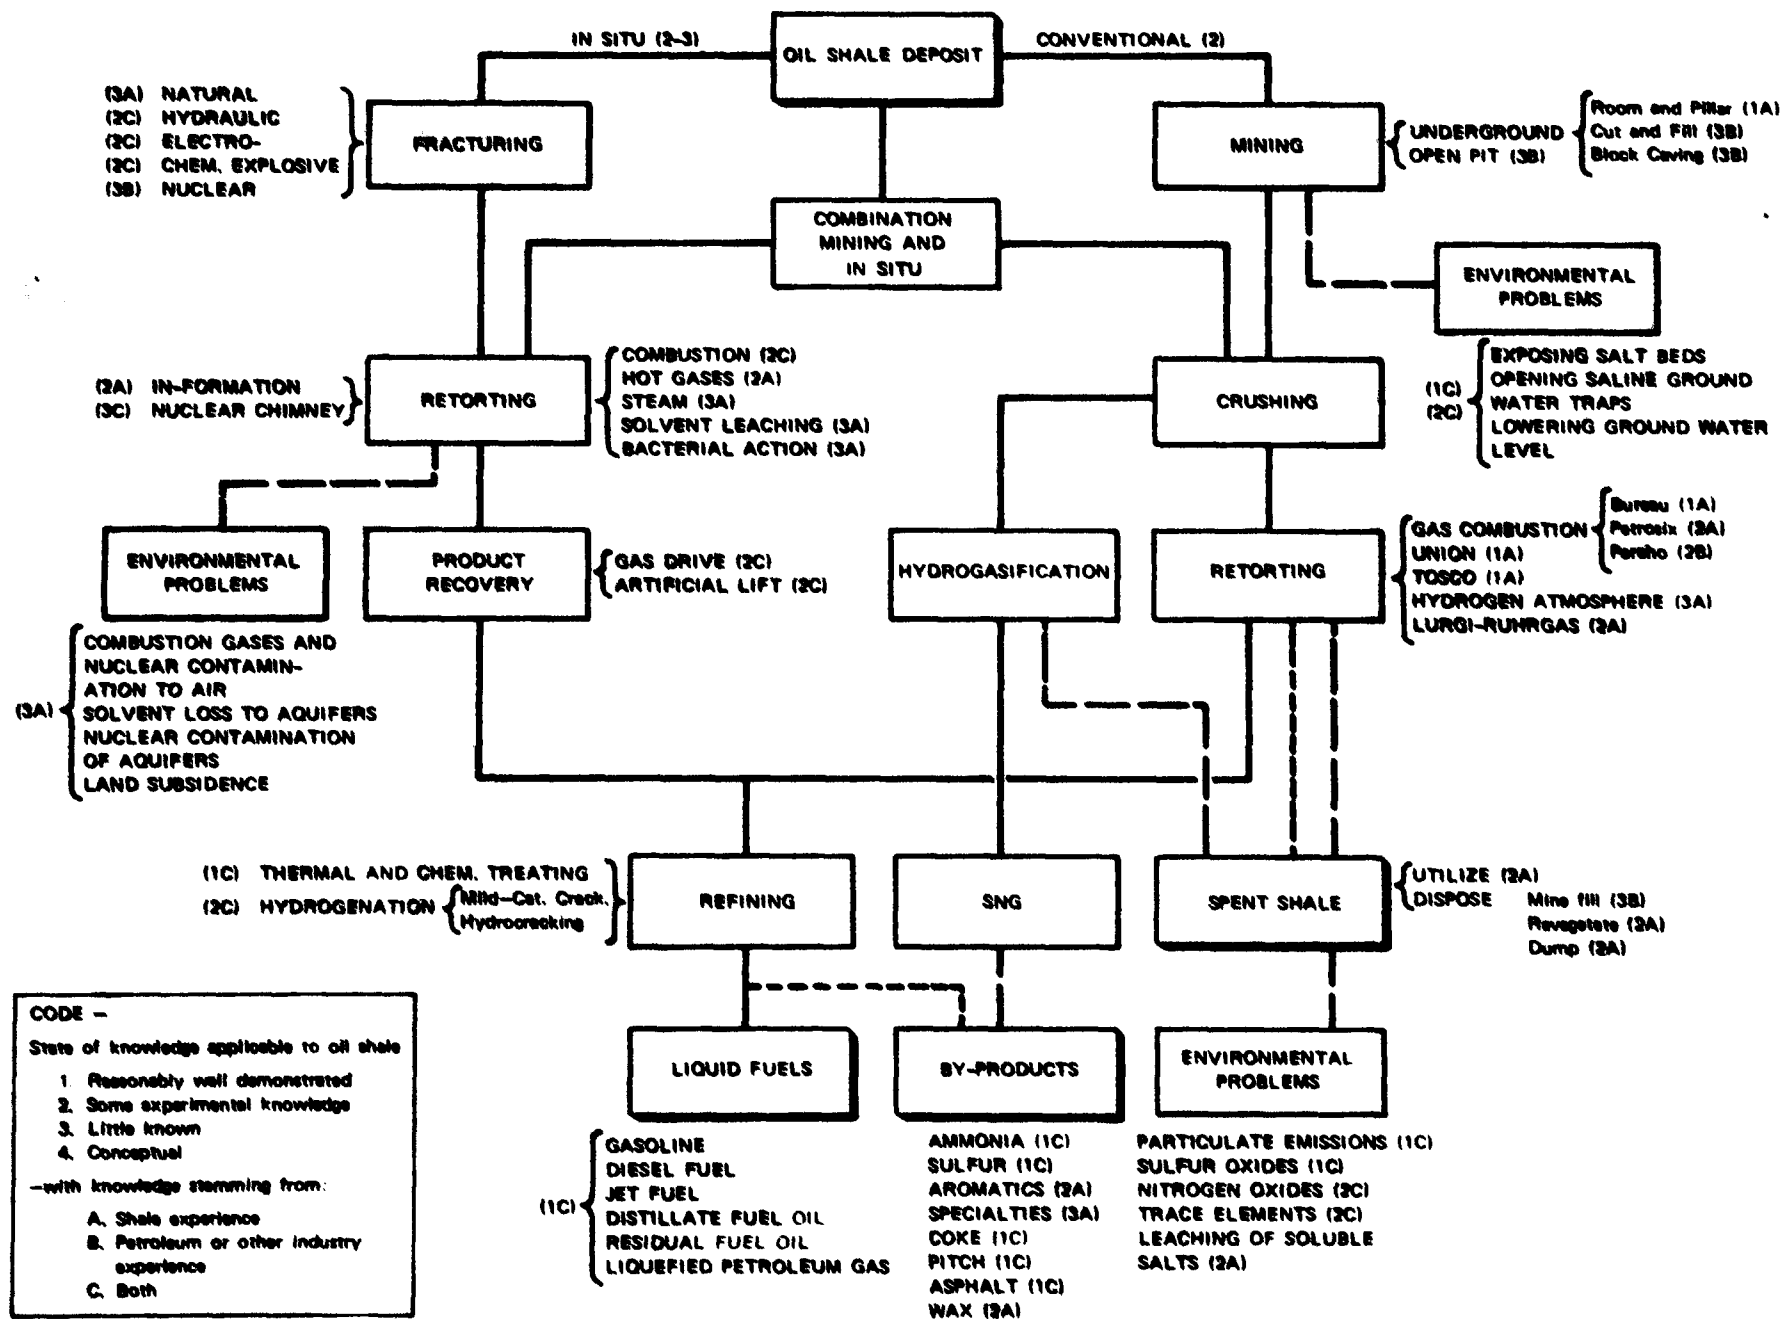 IN SITU (2-3)
OIL SHALE DEPOSIT
CONVENTIONAL (2)
(3A) NATURAL
(2C) HYDRAULIC
(2C) ELECTRO-
(2C) CHEM. EXPLOSIVE
(3B) NUCLEAR
FRACTURING
MINING
UNDERGROUND
OPEN PIT (3B)
Room and Pillar (1A)
Cut and Fill (3B)
Block Caving (3B)
COMBINATION
MINING AND
IN SITU
ENVIRONMENTAL
PROBLEMS
(1C)
(2C)
EXPOSING SALT BEDS
OPENING SALINE GROUND
WATER TRAPS
LOWERING GROUND WATER
LEVEL
(2A) IN-FORMATION
(3C) NUCLEAR CHIMNEY
RETORTING
COMBUSTION (2C)
HOT GASES (2A)
STEAM (3A)
SOLVENT LEACHING (3A)
BACTERIAL ACTION (3A)
CRUSHING
ENVIRONMENTAL
PROBLEMS
PRODUCT
RECOVERY
GAS DRIVE (2C)
ARTIFICIAL LIFT (2C)
HYDROGASIFICATION
RETORTING
GAS COMBUSTION
UNION (1A)
TOSCO (1A)
HYDROGEN ATMOSPHERE (3A)
LURGI-RUHRGAS (2A)
Bureau (1A)
Petrosix (2A)
Paraho (2B)
(3A)
COMBUSTION GASES AND
NUCLEAR CONTAMIN-
ATION TO AIR
SOLVENT LOSS TO AQUIFERS
NUCLEAR CONTAMINATION
OF AQUIFERS
LAND SUBSIDENCE
(1C) THERMAL AND CHEM. TREATING
(2C) HYDROGENATION
Mild-Cat. Crack.
Hydrocracking
REFINING
SNG
SPENT SHALE
UTILIZE (2A)
DISPOSE Mine fill (3B)
Revegetate (2A)
Dump (2A)
LIQUID FUELS
BY-PRODUCTS
ENVIRONMENTAL
PROBLEMS
(1C)
GASOLINE
DIESEL FUEL
JET FUEL
DISTILLATE FUEL OIL
RESIDUAL FUEL OIL
LIQUEFIED PETROLEUM GAS
AMMONIA (1C)
SULFUR (1C)
AROMATICS (2A)
SPECIALTIES (3A)
COKE (1C)
PITCH (1C)
ASPHALT (1C)
WAX (2A)
PARTICULATE EMISSIONS (1C)
SULFUR OXIDES (1C)
NITROGEN OXIDES (2C)
TRACE ELEMENTS (2C)
LEACHING OF SOLUBLE
SALTS (2A)
CODE -
State of knowledge applicable to oil shale
1. Reasonably well demonstrated
2. Some experimental knowledge
3. Little known
4. Conceptual
-with knowledge stemming from:
A. Shale experience
B. Petroleum or other industry
experience
C. Both